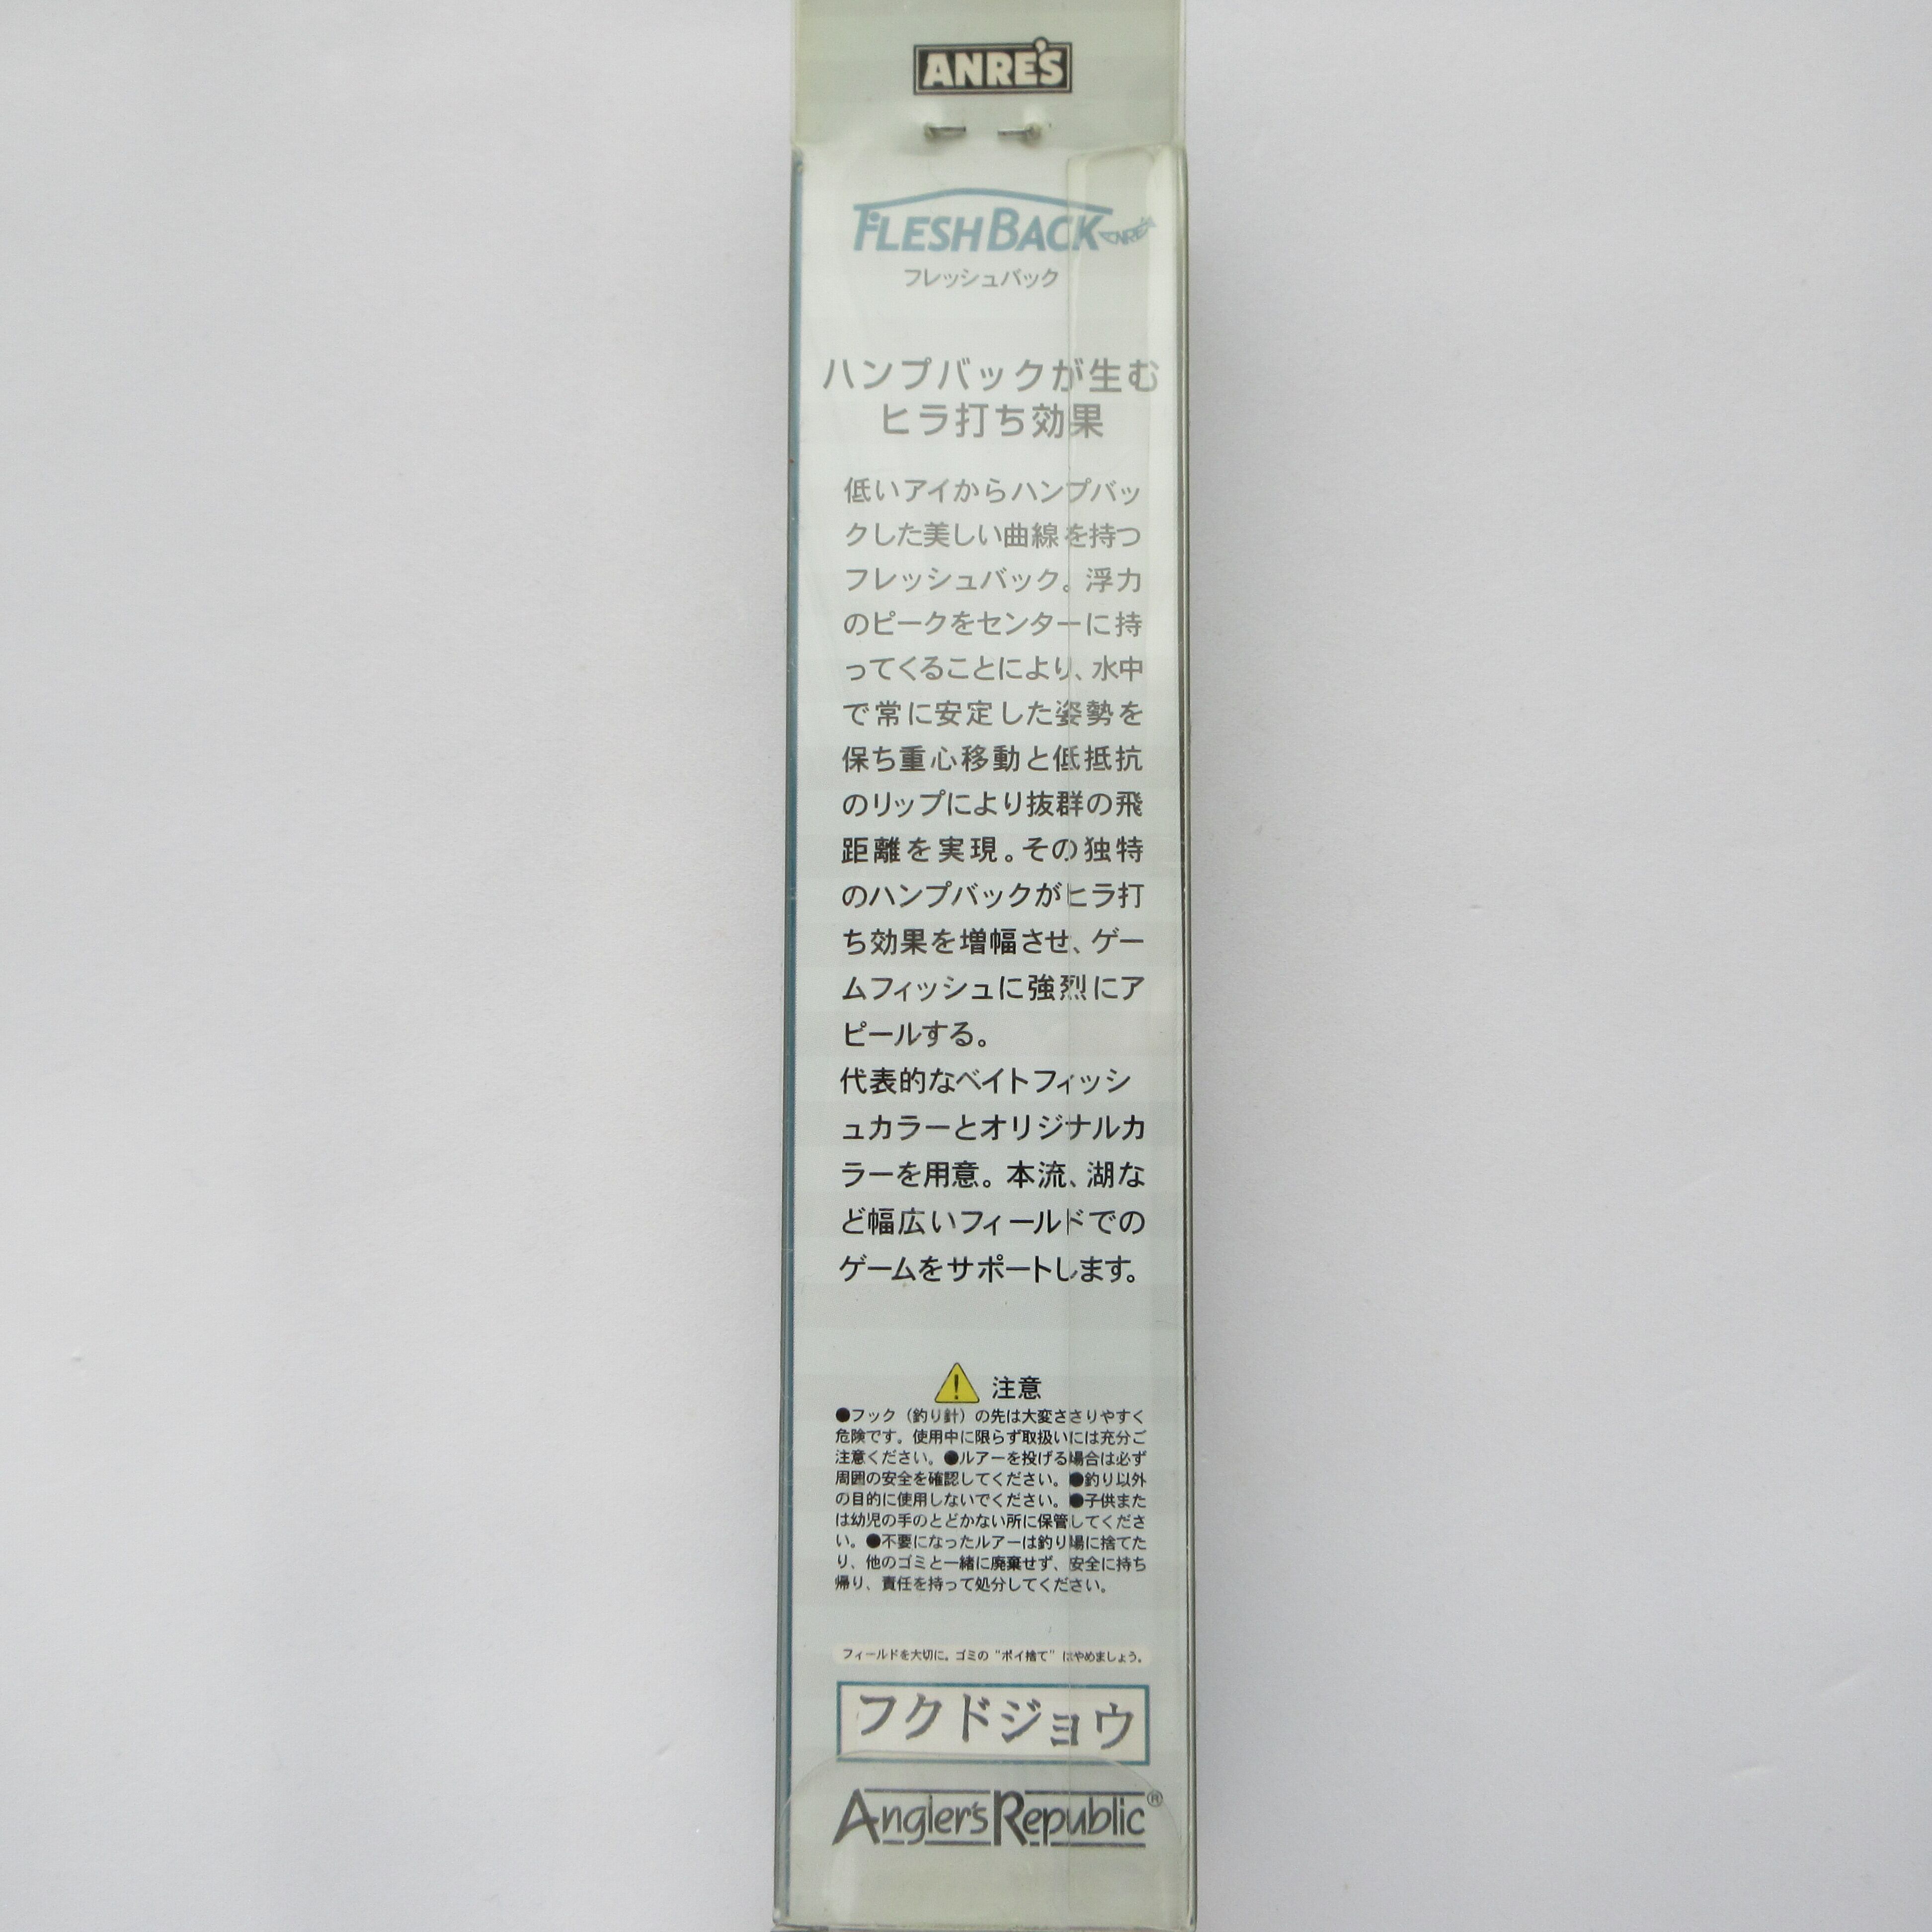 ANRE'S
FLESHBACK ANRE'S
フレッシュバック
ハンプバックが生む
ヒラ打ち効果
低いアイからハンプバッ
クした美しい曲線を持つ
フレッシュバック。浮力
のピークをセンターに持
ってくることにより、水中
で常に安定した姿勢を
保ち重心移動と低抵抗
のリップにより抜群の飛
距離を実現。その独特
のハンプバックがヒラ打
ち効果を増幅させ、ゲー
ムフィッシュに強烈にア
ピールする。
代表的なベイトフィッシ
ュカラーとオリジナルカ
ラーを用意。本流、湖な
ど幅広いフィールドでの
ゲームをサポートします。
注意
●フック（釣り針）の先は大変ささりやすく
危険です。使用中に限らず取扱いには充分ご
注意ください。●ルアーを投げる場合は必ず
周囲の安全を確認してください。●釣り以外
の目的に使用しないでください。●子供また
は幼児の手のとどかない所に保管してくださ
い。●不要になったルアーは釣り場に捨てた
り、他のゴミと一緒に廃棄せず、安全に持ち
帰り、責任を持って処分してください。
フィールドを大切に。ゴミの"ポイ捨て"はやめましょう。
フクドジョウ
Angler's Republic®